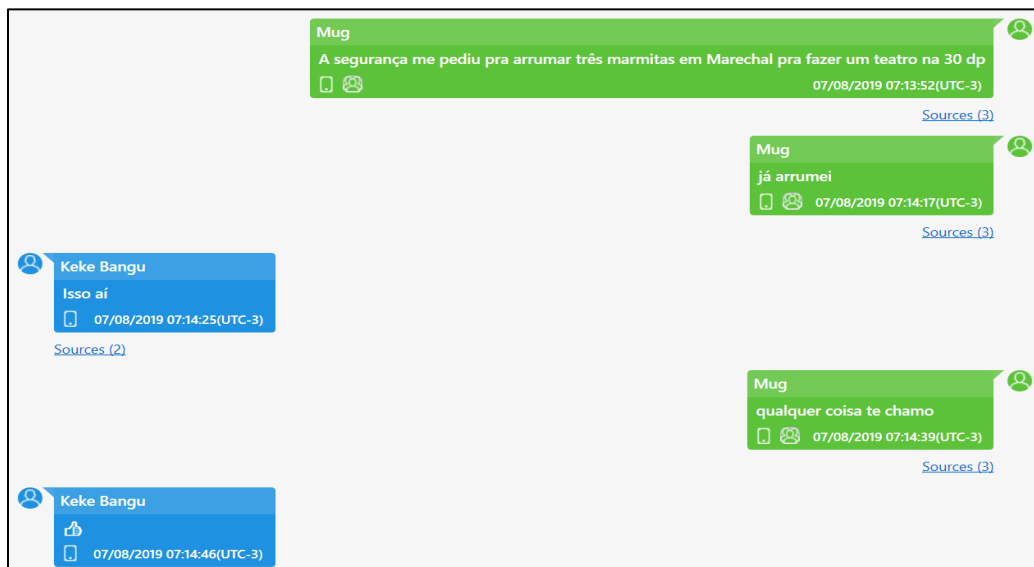 Mug
A segurança me pediu pra arrumar três marmitas em Marechal pra fazer um teatro na 30 dp
07/08/2019 07:13:52(UTC-3)
Sources (3)
Mug
já arrumei
07/08/2019 07:14:17(UTC-3)
Sources (3)
Keke Bangu
Isso aí
07/08/2019 07:14:25(UTC-3)
Sources (2)
Mug
qualquer coisa te chamo
07/08/2019 07:14:39(UTC-3)
Sources (3)
Keke Bangu
07/08/2019 07:14:46(UTC-3)